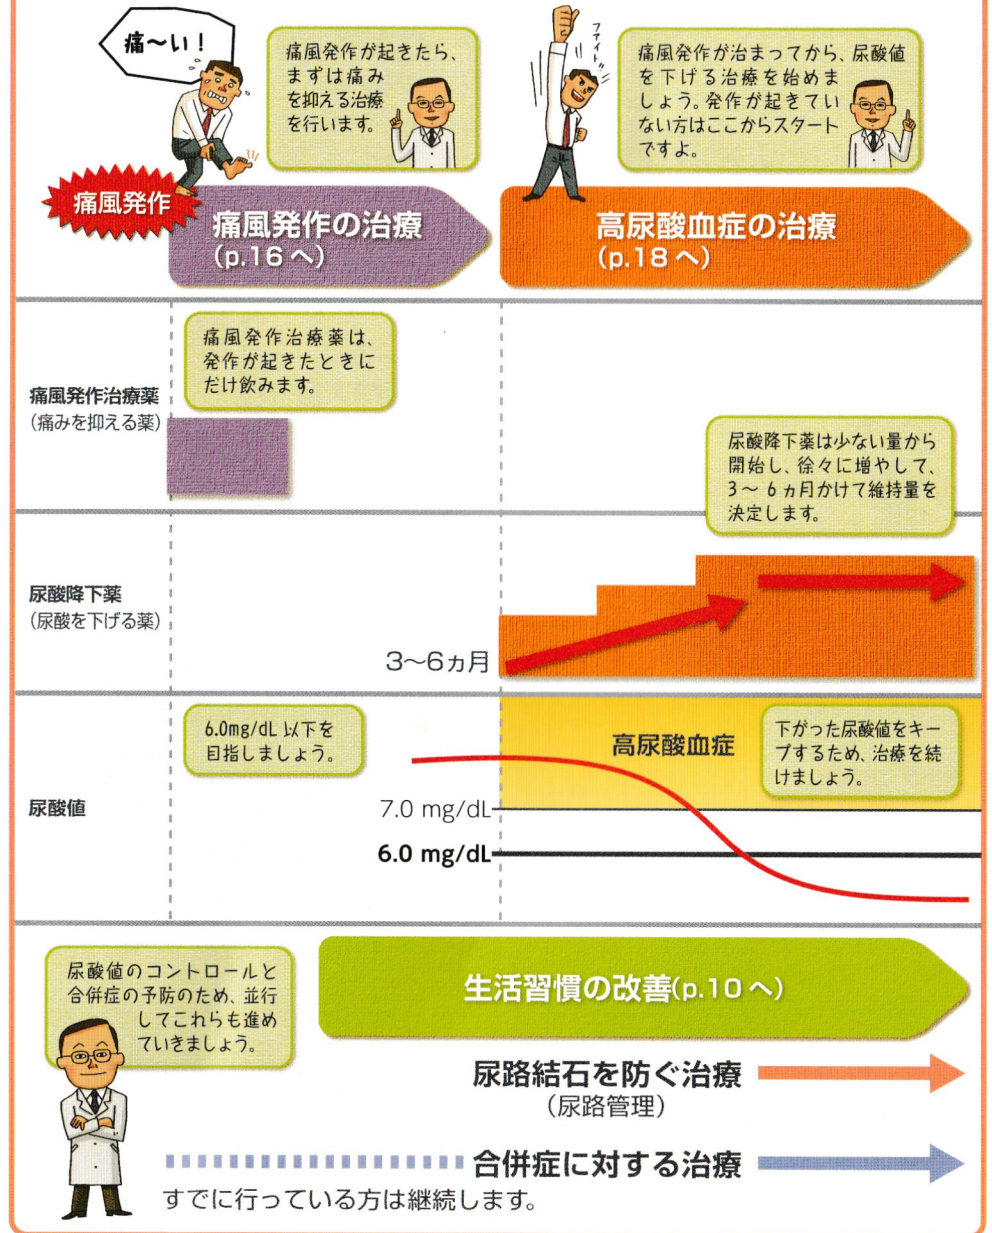 痛〜い！
痛風発作が起きたら、
まずは痛み
を抑える治療
を行います。
ファイト!!
痛風発作が治まってから、尿酸値
を下げる治療を始めま
しょう。発作が起きてい
ない方はここからスタート
ですよ。
痛風発作
痛風発作の治療
(p.16へ)
高尿酸血症の治療
(p.18へ)
痛風発作治療薬は、
発作が起きたときに
だけ飲みます。
痛風発作治療薬
(痛みを抑える薬)
尿酸降下薬は少ない量から
開始し、徐々に増やして、
3〜6ヵ月かけて維持量を
決定します。
尿酸降下薬
(尿酸を下げる薬)
3〜6ヵ月
6.0mg/dL以下を
目指しましょう。
高尿酸血症
下がった尿酸値をキー
プするため、治療を続
けましょう。
尿酸値
7.0 mg/dL
6.0 mg/dL
尿酸値のコントロールと
合併症の予防のため、並行
してこれらも進め
ていきましょう。
生活習慣の改善(p.10へ)
尿路結石を防ぐ治療
(尿路管理)
合併症に対する治療
すでに行っている方は継続します。